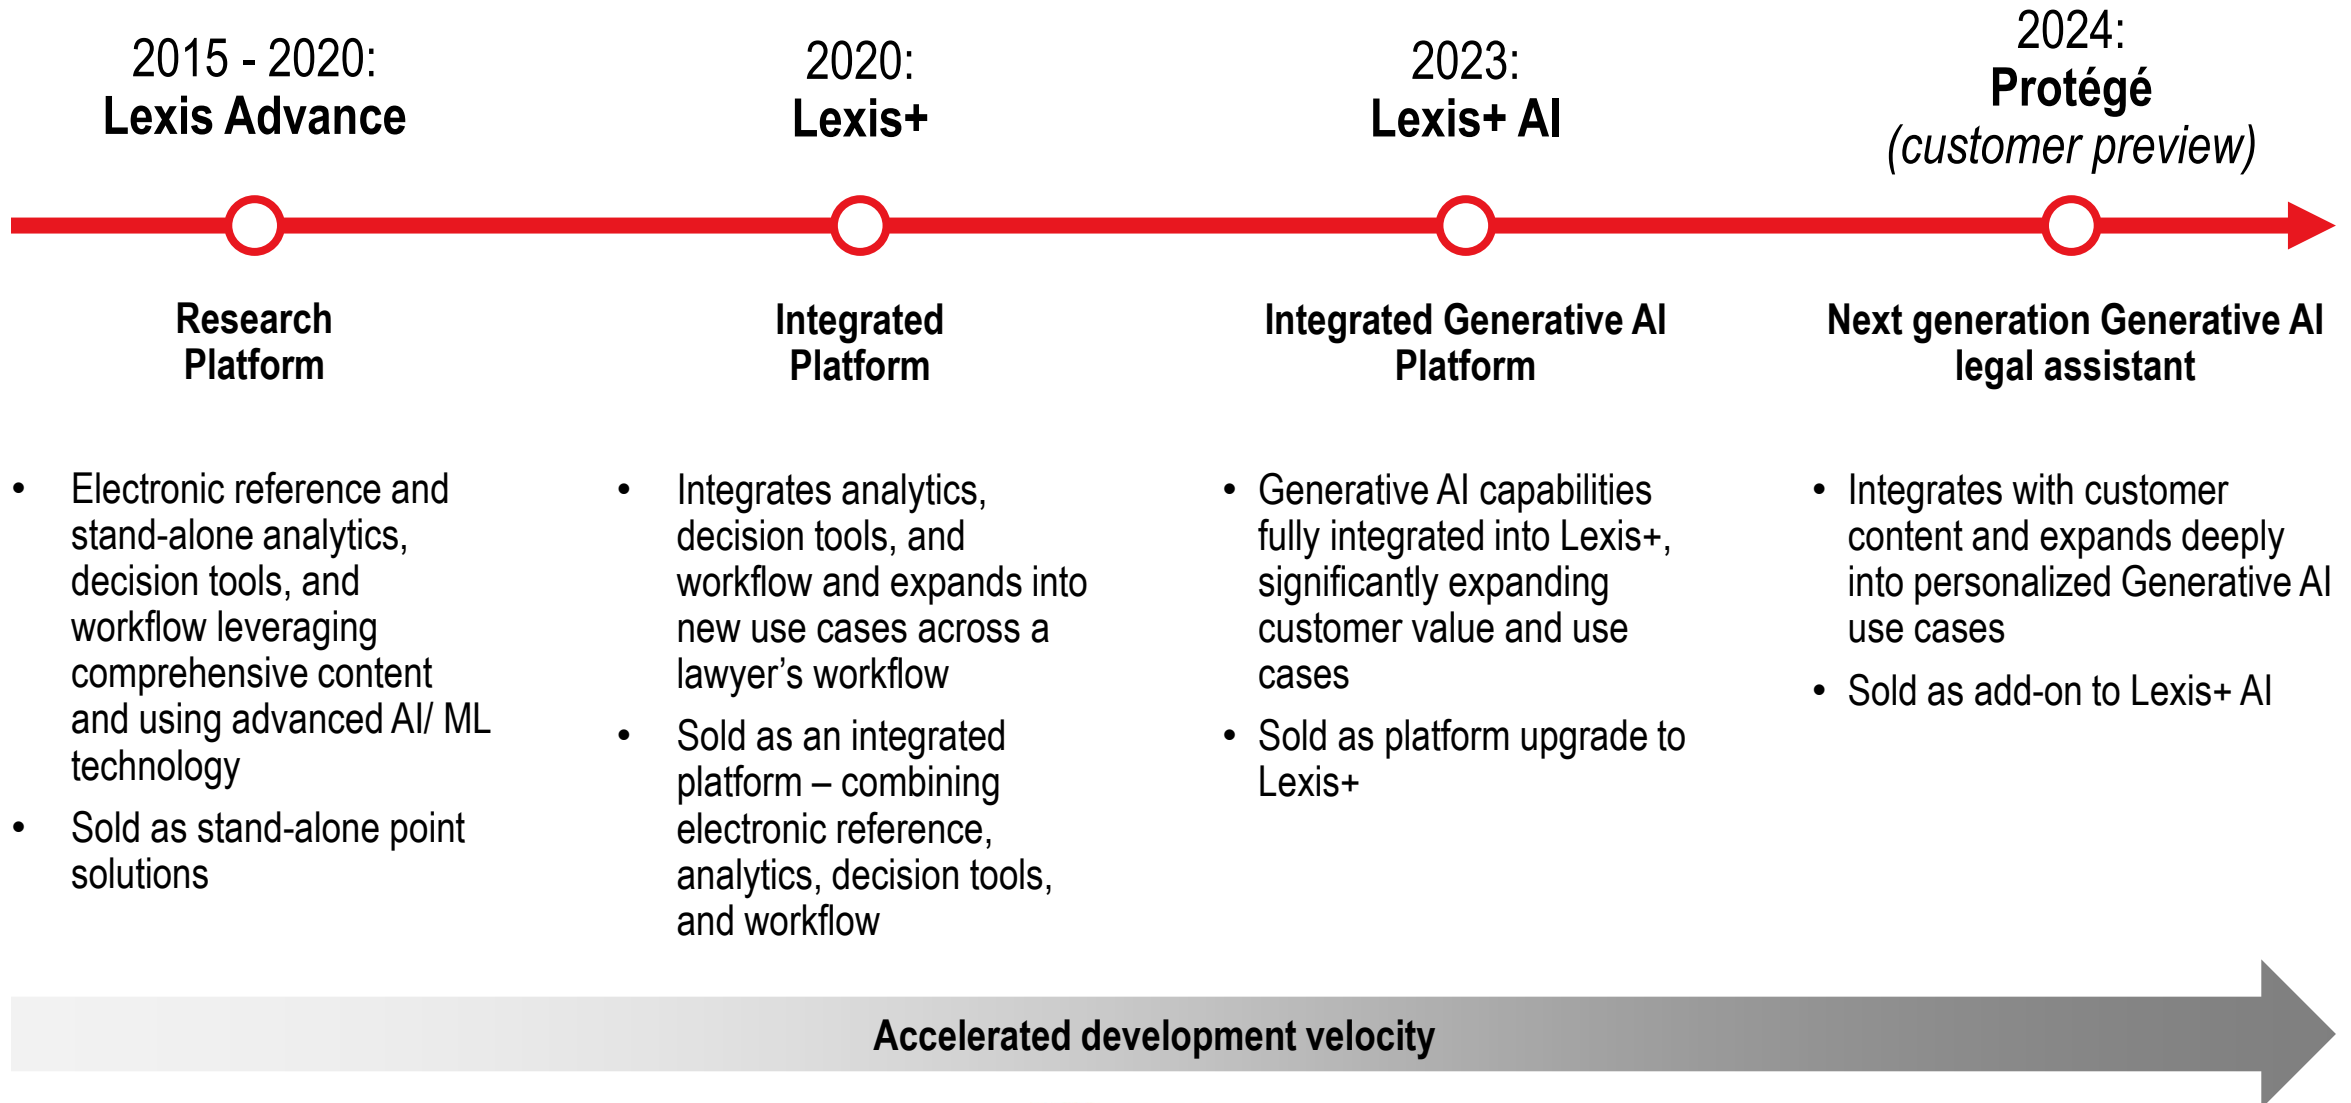 2015 - 2020:
Lexis Advance
2020:
Lexis+
2023:
Lexis+ AI
2024:
Protégé
(customer preview)
Research
Platform
Integrated
Platform
Integrated Generative AI
Platform
Next generation Generative AI
legal assistant
• Electronic reference and
stand-alone analytics,
decision tools, and
workflow leveraging
comprehensive content
and using advanced AI/ ML
technology
• Sold as stand-alone point
solutions
• Integrates analytics,
decision tools, and
workflow and expands into
new use cases across a
lawyer’s workflow
• Sold as an integrated
platform – combining
electronic reference,
analytics, decision tools,
and workflow
• Generative AI capabilities
fully integrated into Lexis+,
significantly expanding
customer value and use
cases
• Sold as platform upgrade to
Lexis+
• Integrates with customer
content and expands deeply
into personalized Generative AI
use cases
• Sold as add-on to Lexis+ AI
Accelerated development velocity